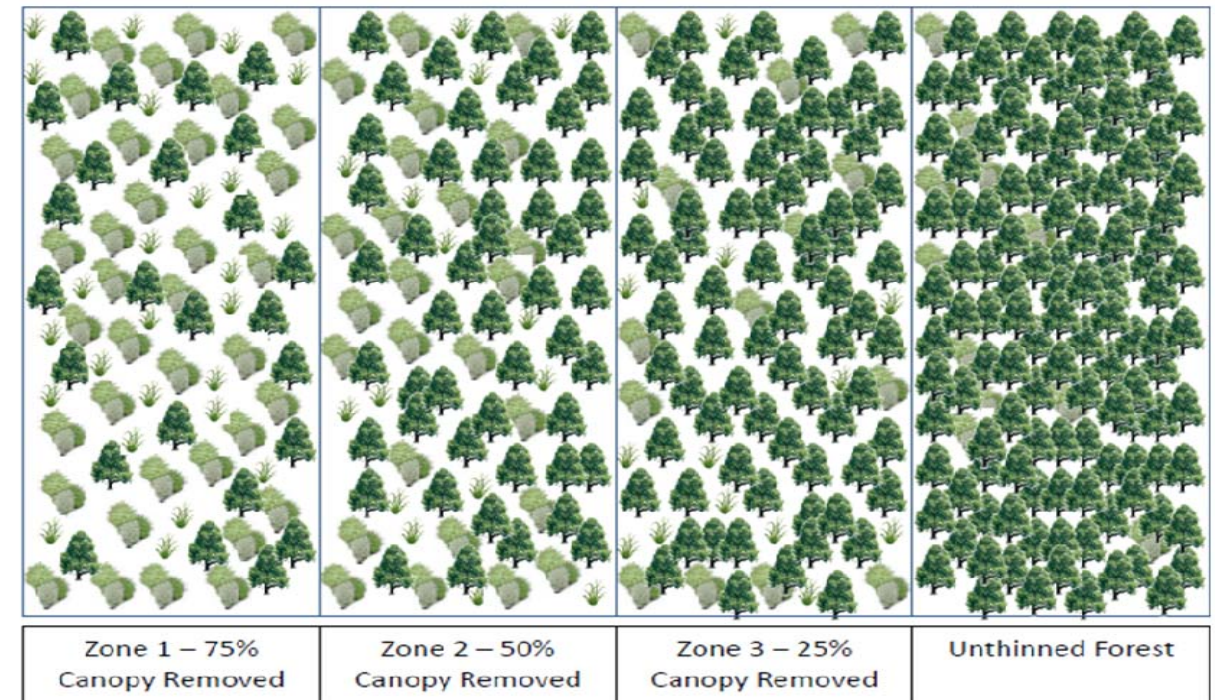 Zone 1 – 75%
Canopy Removed
Zone 2 – 50%
Canopy Removed
Zone 3 – 25%
Canopy Removed
Unthinned Forest